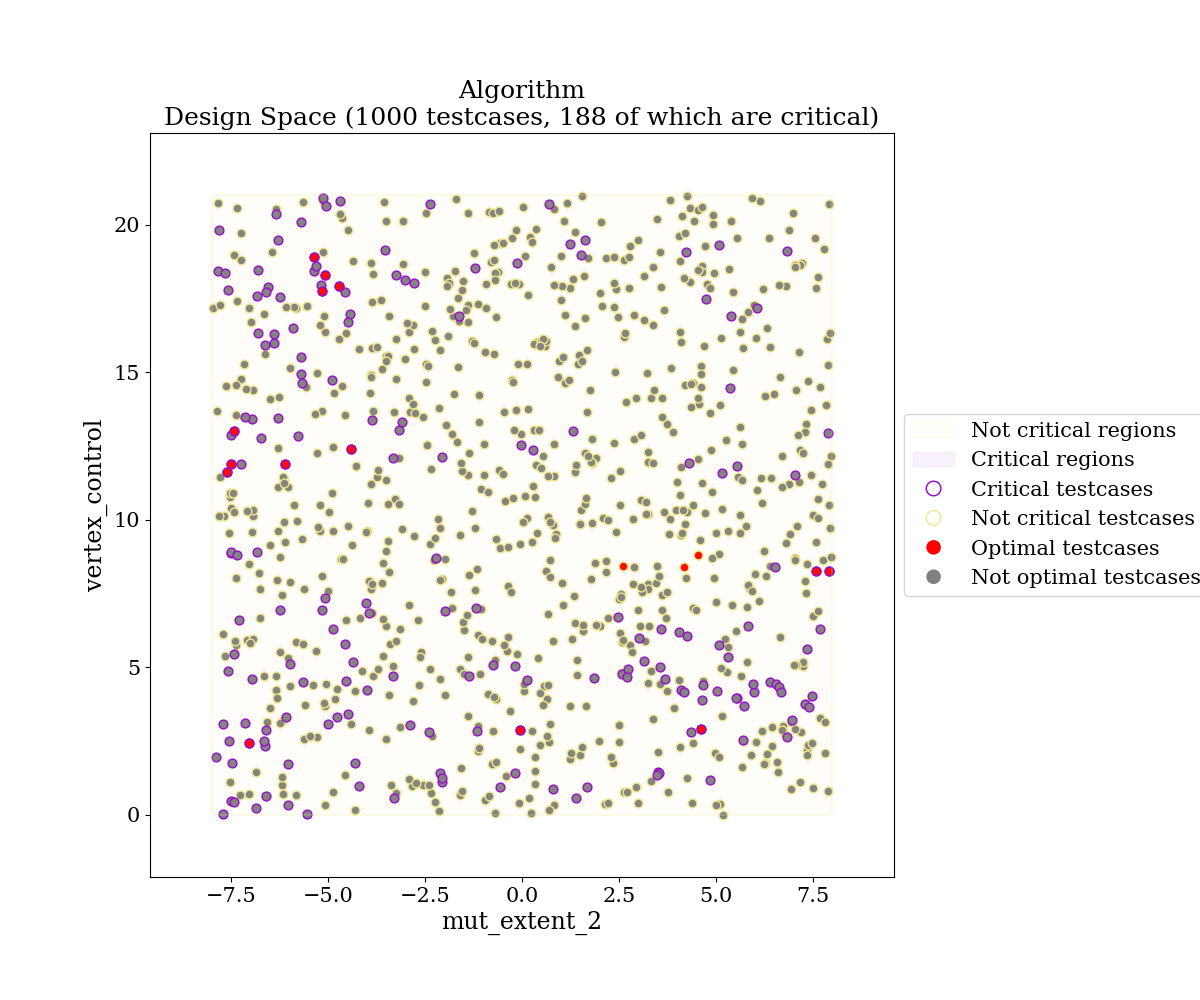 Algorithm
Design Space (1000 testcases, 188 of which are critical)
20
15
10
5
0
vertex_control
−7.5 −5.0 −2.5 0.0 2.5 5.0 7.5
mut_extent_2
Not critical regions
Critical regions
Critical testcases
Not critical testcases
Optimal testcases
Not optimal testcases